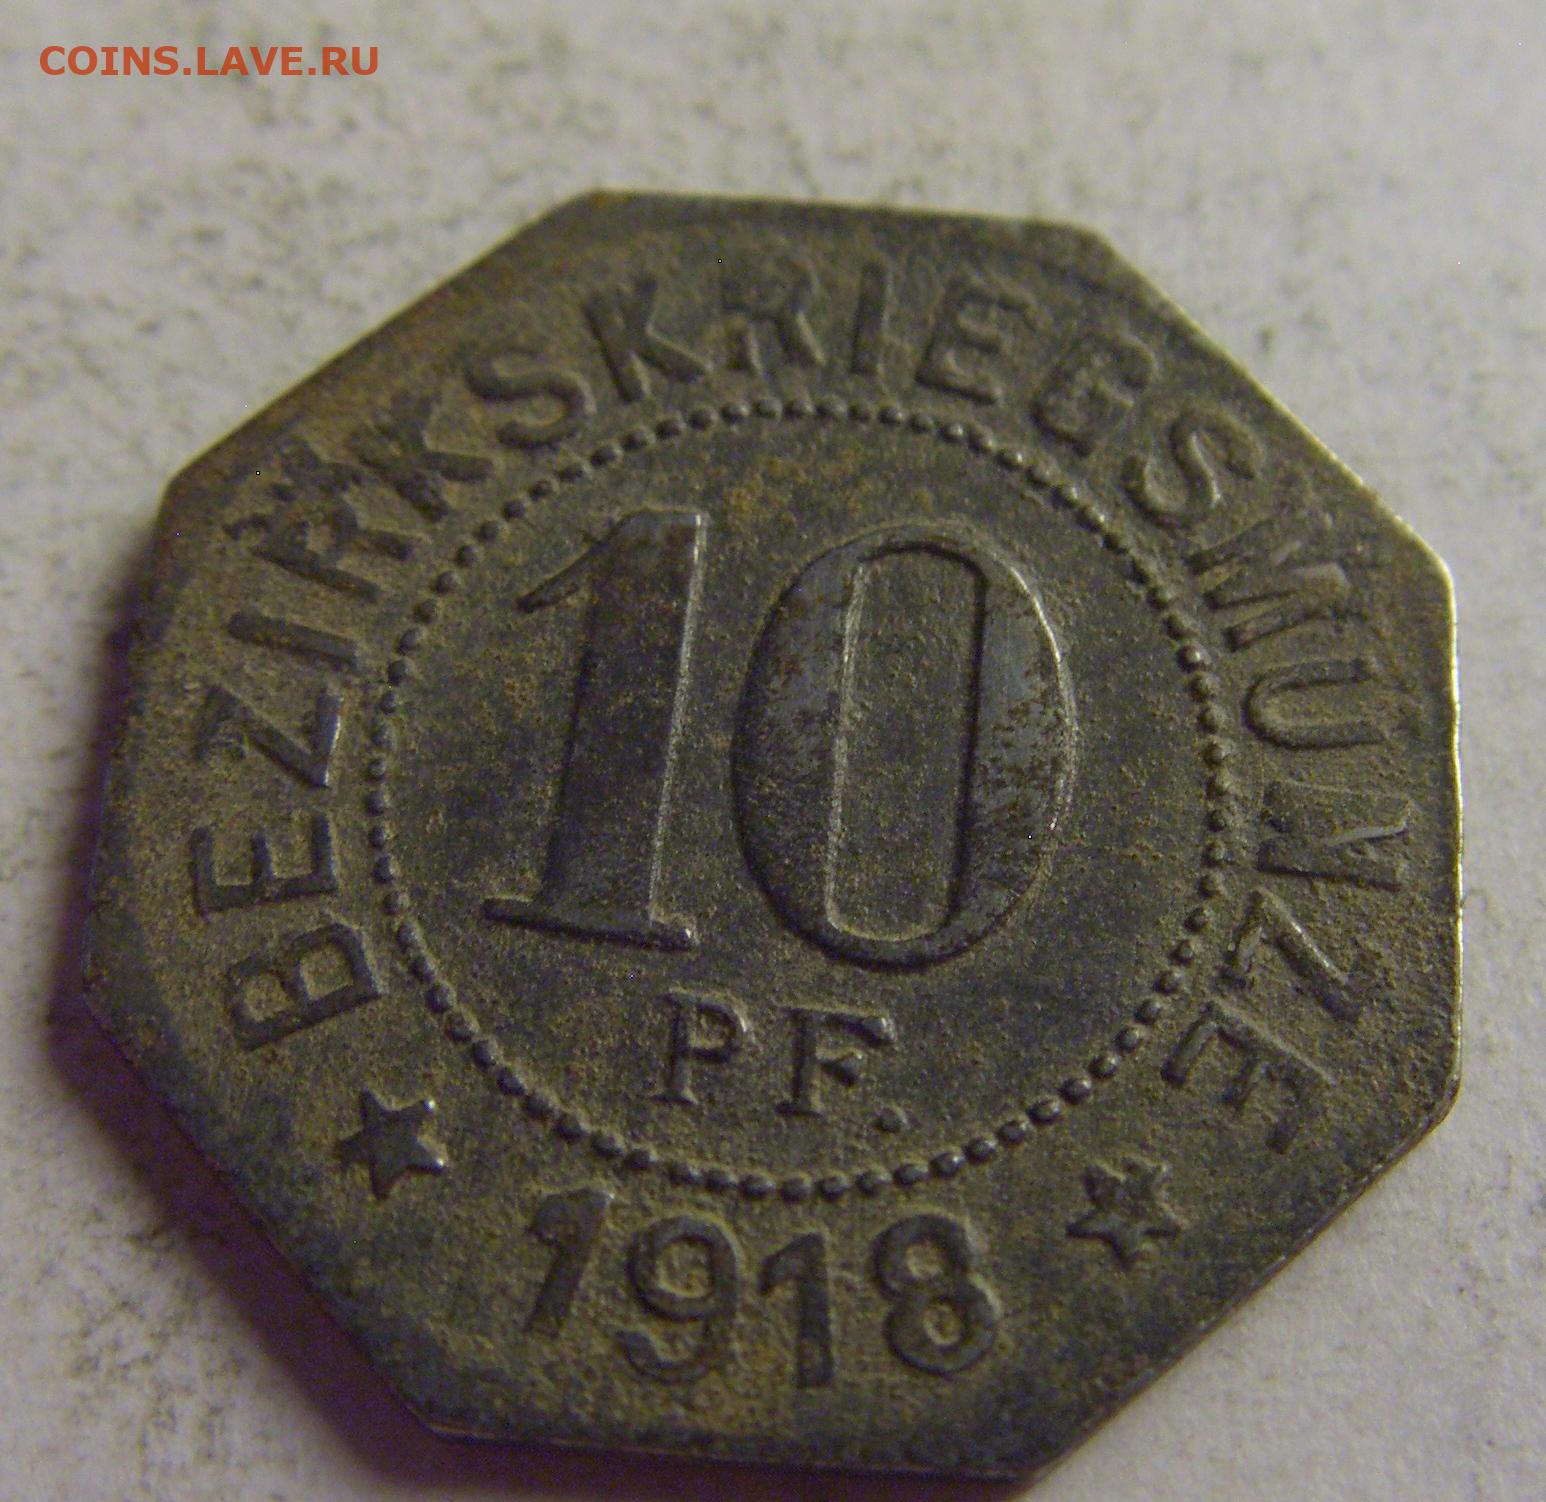 COINS.LAVE.RU
BEZIRKSKRIEGSMÜNZE
10
PF.
★ 1918 ★